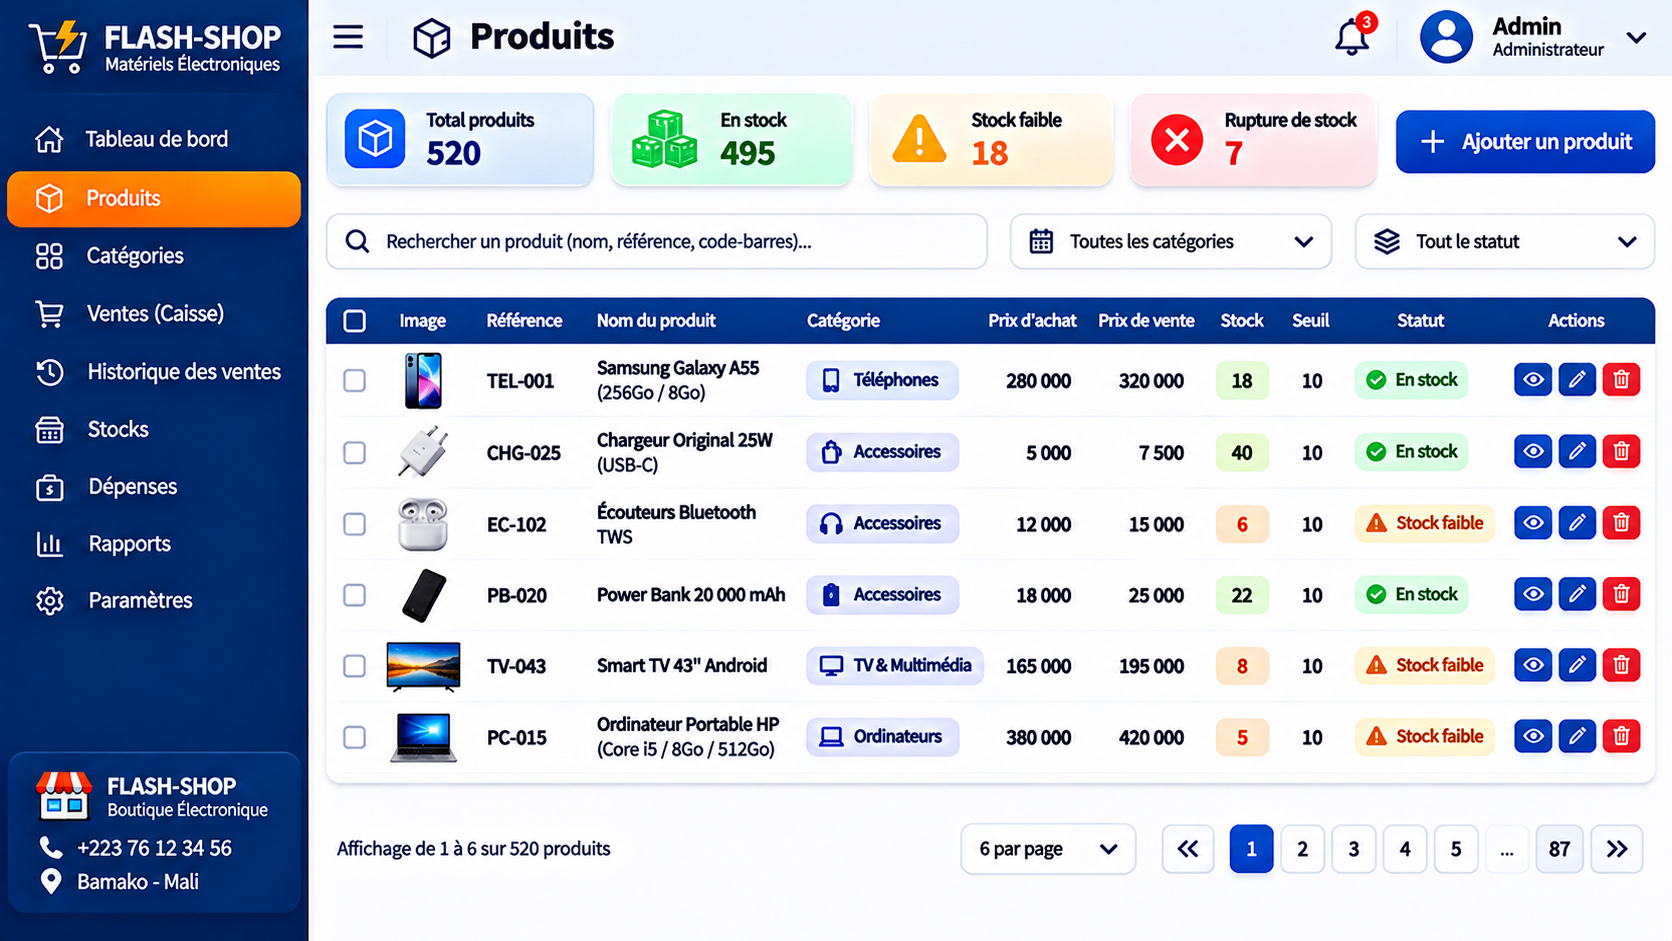 FLASH-SHOP
Matériels Électroniques
Tableau de bord
Produits
Catégories
Ventes (Caisse)
Historique des ventes
Stocks
Dépenses
Rapports
Paramètres
FLASH-SHOP
Boutique Électronique
+223 76 12 34 56
Bamako - Mali
Produits
3
Admin
Administrateur
Total produits
520
En stock
495
Stock faible
18
Rupture de stock
7
Ajouter un produit
Rechercher un produit (nom, référence, code-barres)...
Toutes les catégories
Tout le statut
Image Référence Nom du produit Catégorie Prix d'achat Prix de vente Stock Seuil Statut Actions
TEL-001 Samsung Galaxy A55 (256Go / 8Go) Téléphones 280 000 320 000 18 10 En stock
CHG-025 Chargeur Original 25W (USB-C) Accessoires 5 000 7 500 40 10 En stock
EC-102 Écouteurs Bluetooth TWS Accessoires 12 000 15 000 6 10 Stock faible
PB-020 Power Bank 20 000 mAh Accessoires 18 000 25 000 22 10 En stock
TV-043 Smart TV 43" Android TV & Multimédia 165 000 195 000 8 10 Stock faible
PC-015 Ordinateur Portable HP (Core i5 / 8Go / 512Go) Ordinateurs 380 000 420 000 5 10 Stock faible
Affichage de 1 à 6 sur 520 produits
6 par page
1 2 3 4 5 ... 87